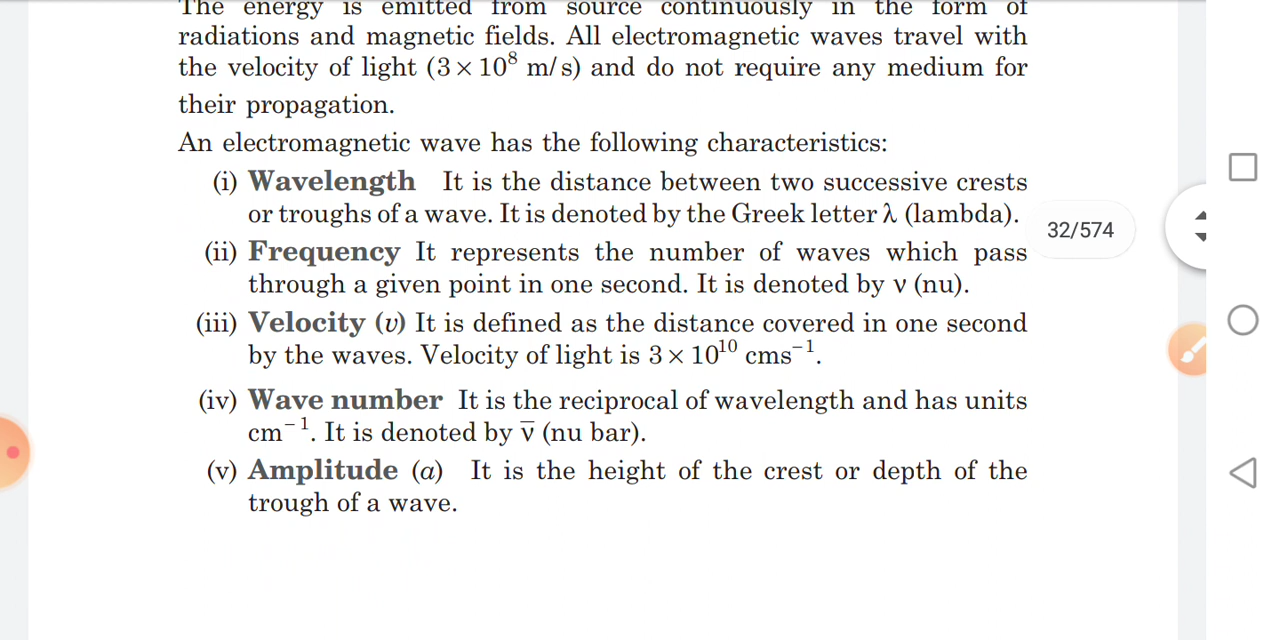 The energy is emitted from source continuously in the form of
radiations and magnetic fields. All electromagnetic waves travel with
the velocity of light (3 × 10⁸ m/s) and do not require any medium for
their propagation.
An electromagnetic wave has the following characteristics:
(i) Wavelength It is the distance between two successive crests
or troughs of a wave. It is denoted by the Greek letter λ (lambda).
32/574
(ii) Frequency It represents the number of waves which pass
through a given point in one second. It is denoted by ν (nu).
(iii) Velocity (v) It is defined as the distance covered in one second
by the waves. Velocity of light is 3 × 10¹⁰ cms⁻¹.
(iv) Wave number It is the reciprocal of wavelength and has units
cm⁻¹. It is denoted by ν̅ (nu bar).
(v) Amplitude (a) It is the height of the crest or depth of the
trough of a wave.